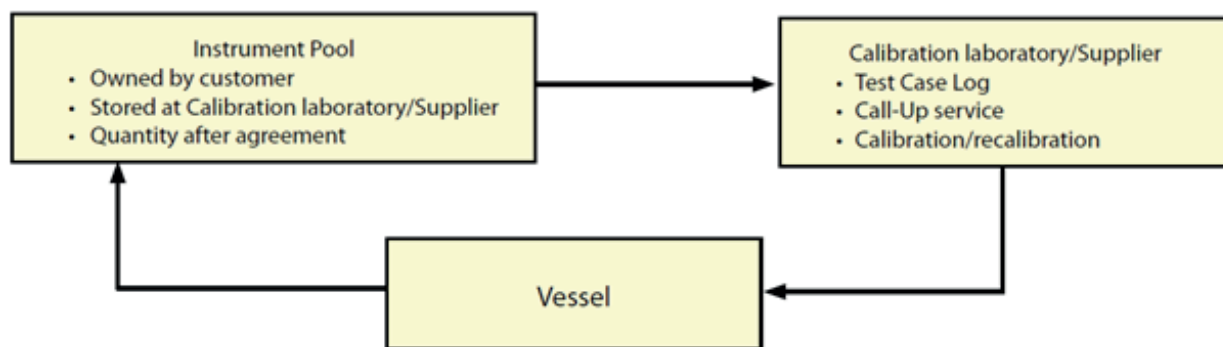 Instrument Pool
• Owned by customer
• Stored at Calibration laboratory/Supplier
• Quantity after agreement
Calibration laboratory/Supplier
• Test Case Log
• Call-Up service
• Calibration/recalibration
Vessel